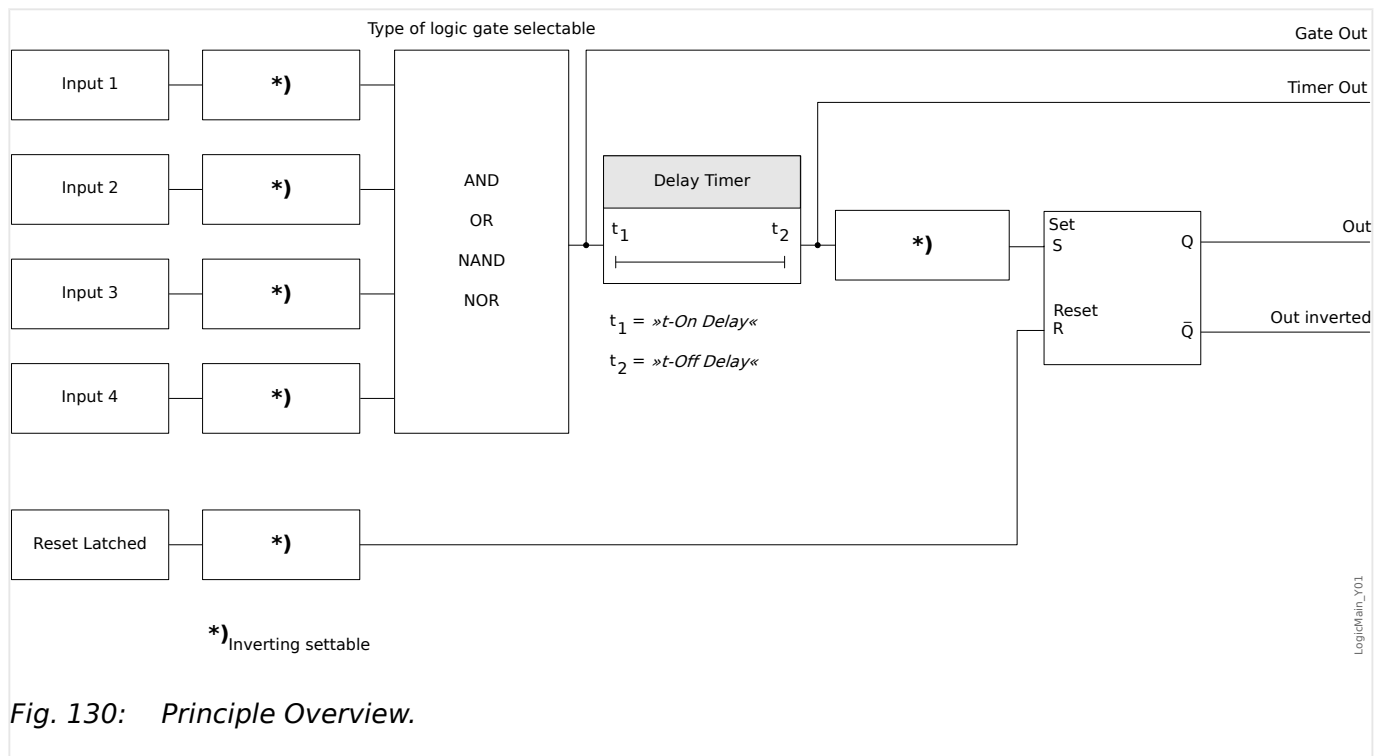 Type of logic gate selectable
Gate Out
Timer Out
Input 1
*)
Input 2
*)
Input 3
*)
Input 4
*)
AND
OR
NAND
NOR
Delay Timer
t1
t2
t1 = »t-On Delay«
t2 = »t-Off Delay«
*)
Set
S
Q
Reset
R
Q̅
Out
Out inverted
Reset Latched
*)
*)Inverting settable
LogicMain_Y01
Fig. 130: Principle Overview.